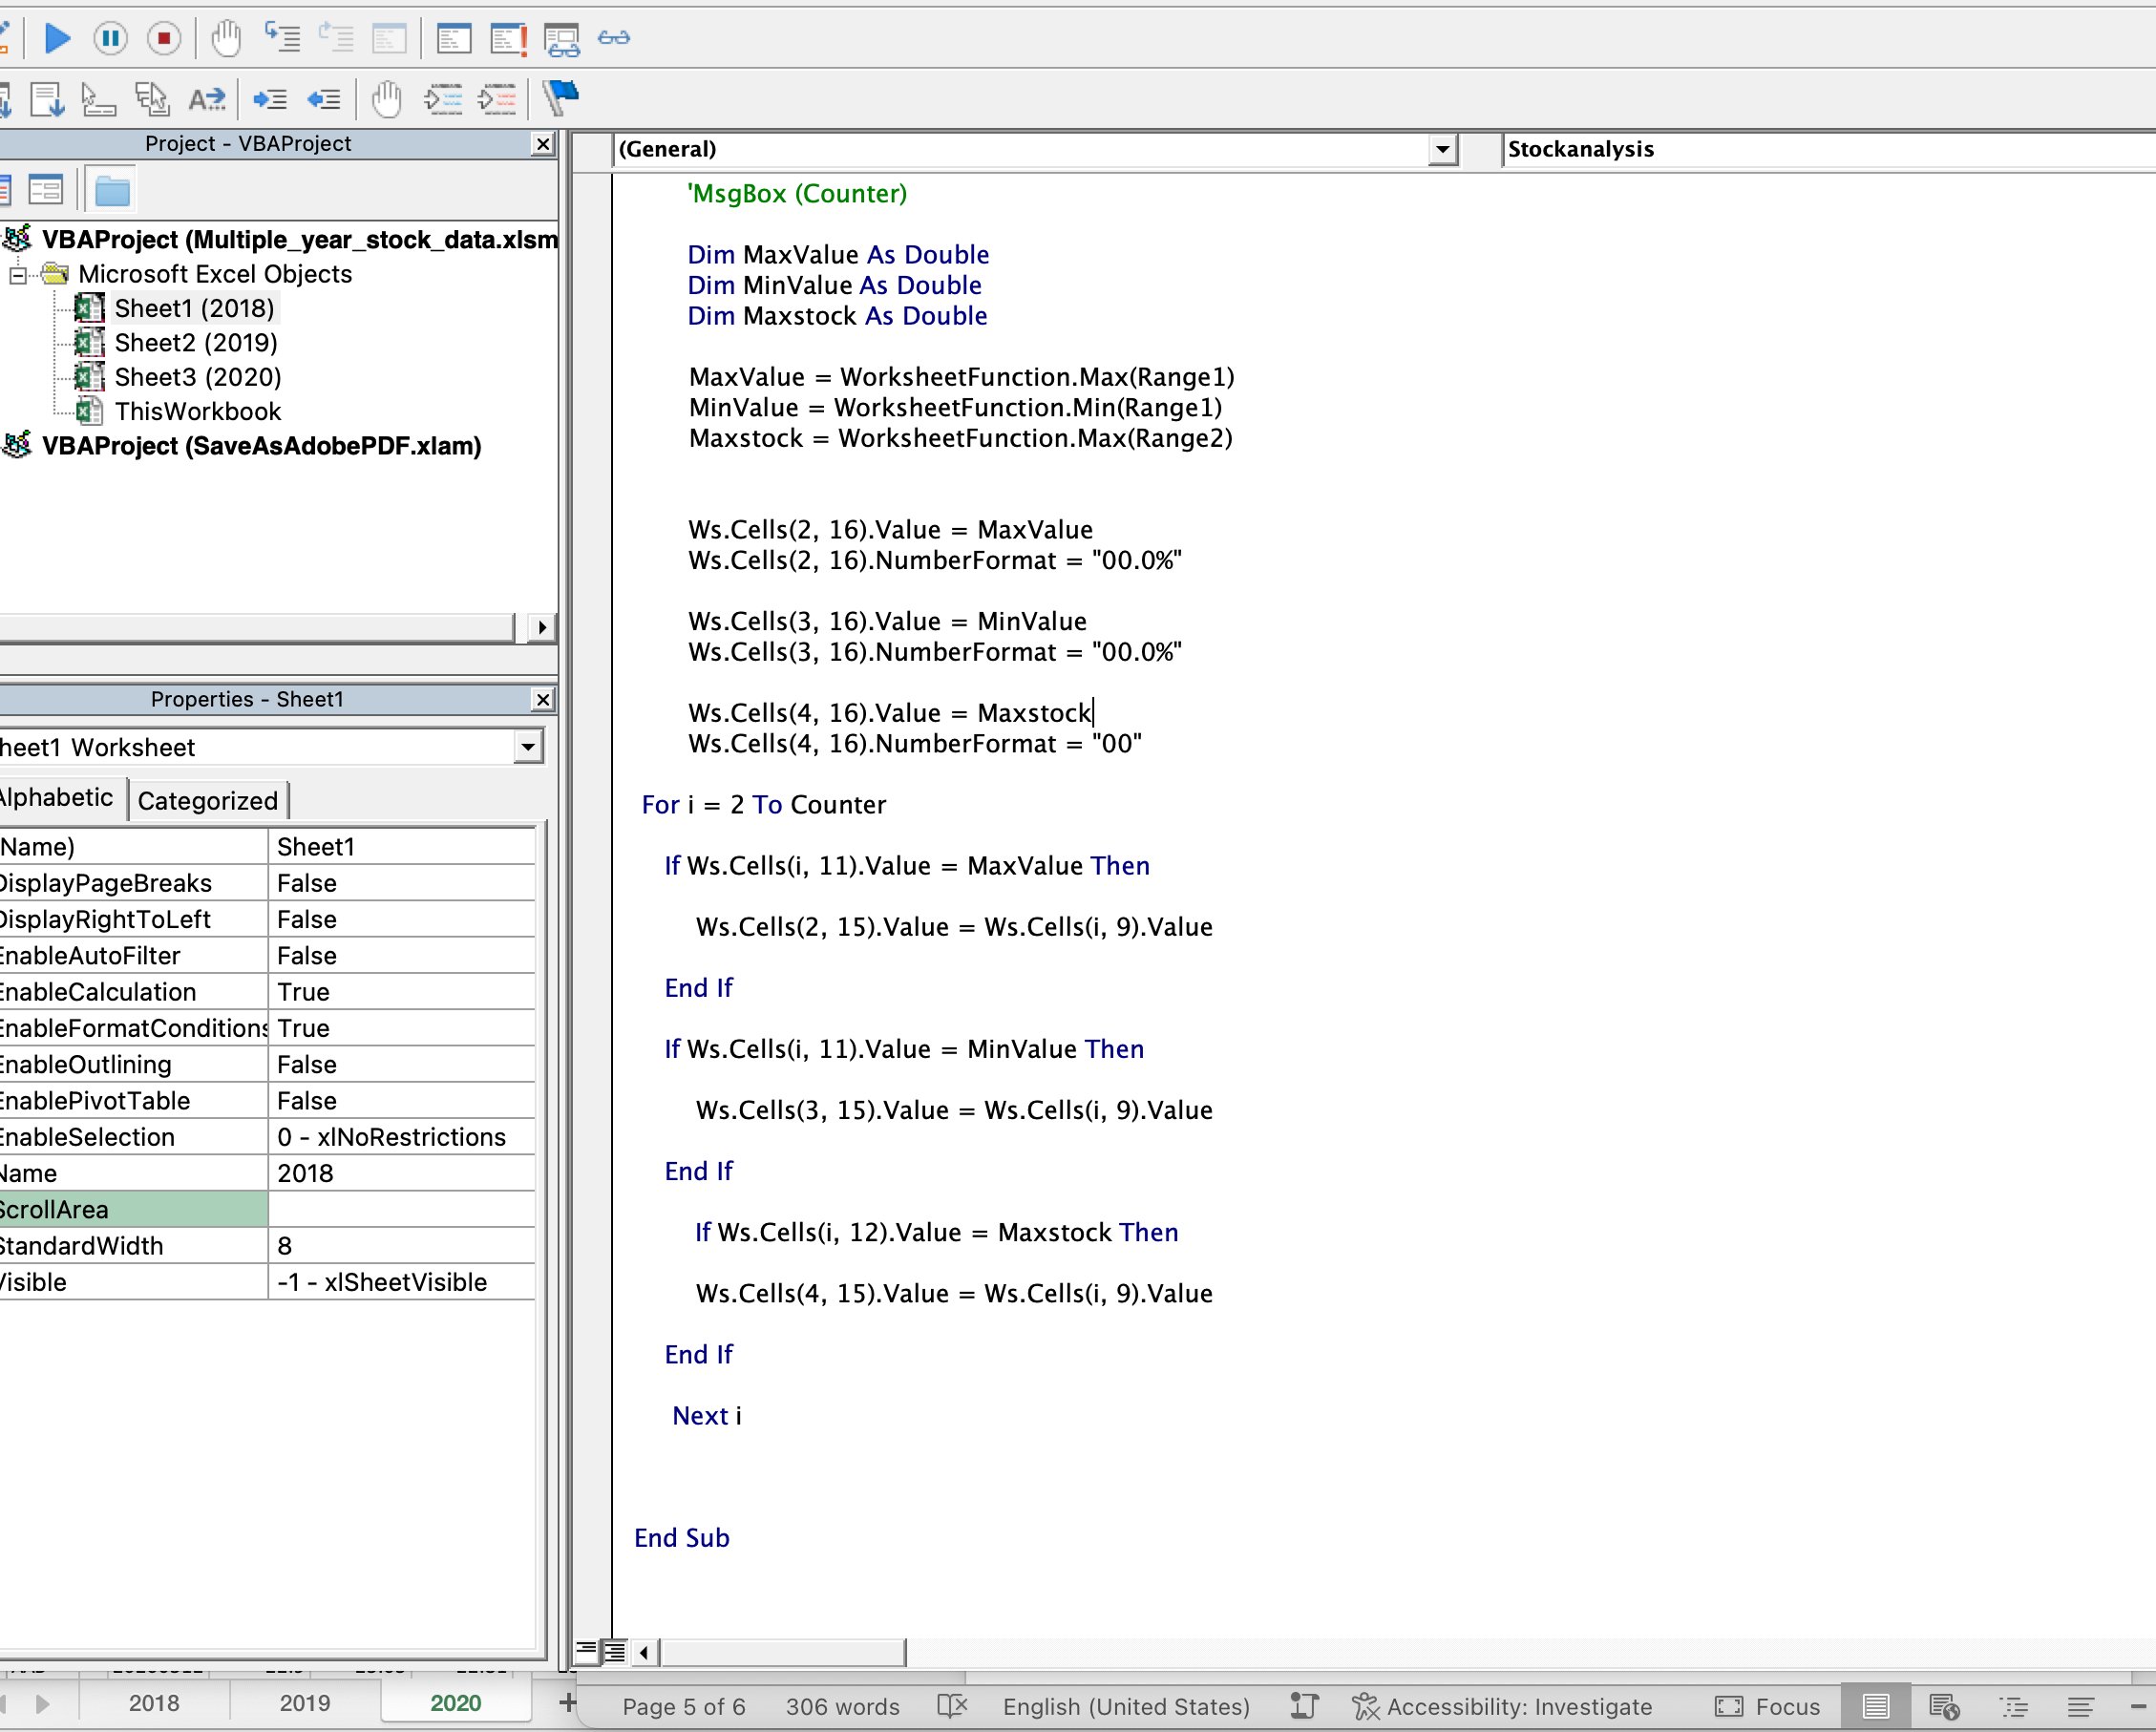 Project - VBAProject
VBAProject (Multiple_year_stock_data.xlsm
Microsoft Excel Objects
Sheet1 (2018)
Sheet2 (2019)
Sheet3 (2020)
ThisWorkbook
VBAProject (SaveAsAdobePDF.xlam)
Properties - Sheet1
heet1 Worksheet
Alphabetic Categorized
Name) Sheet1
DisplayPageBreaks False
DisplayRightToLeft False
EnableAutoFilter False
EnableCalculation True
EnableFormatConditions True
EnableOutlining False
EnablePivotTable False
EnableSelection 0 - xlNoRestrictions
Name 2018
ScrollArea
StandardWidth 8
Visible -1 - xlSheetVisible
(General) Stockanalysis
'MsgBox (Counter)
Dim MaxValue As Double
Dim MinValue As Double
Dim Maxstock As Double
MaxValue = WorksheetFunction.Max(Range1)
MinValue = WorksheetFunction.Min(Range1)
Maxstock = WorksheetFunction.Max(Range2)
Ws.Cells(2, 16).Value = MaxValue
Ws.Cells(2, 16).NumberFormat = "00.0%"
Ws.Cells(3, 16).Value = MinValue
Ws.Cells(3, 16).NumberFormat = "00.0%"
Ws.Cells(4, 16).Value = Maxstock
Ws.Cells(4, 16).NumberFormat = "00"
For i = 2 To Counter
If Ws.Cells(i, 11).Value = MaxValue Then
Ws.Cells(2, 15).Value = Ws.Cells(i, 9).Value
End If
If Ws.Cells(i, 11).Value = MinValue Then
Ws.Cells(3, 15).Value = Ws.Cells(i, 9).Value
End If
If Ws.Cells(i, 12).Value = Maxstock Then
Ws.Cells(4, 15).Value = Ws.Cells(i, 9).Value
End If
Next i
End Sub
2018 2019 2020 +
Page 5 of 6 306 words English (United States) Accessibility: Investigate Focus